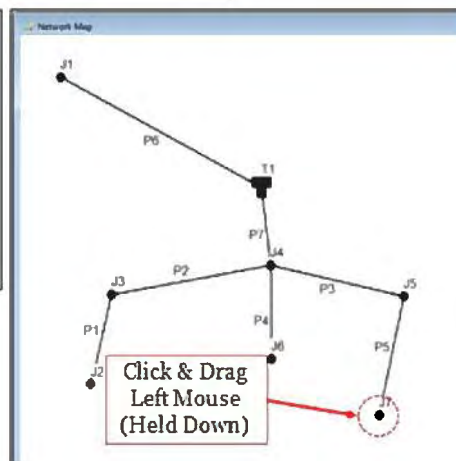 Network Map
J1
P6
T1
P7
J4
P2
P3
J3
J5
P1
P4
P5
J6
J2
Click & Drag
Left Mouse
(Held Down)
J7